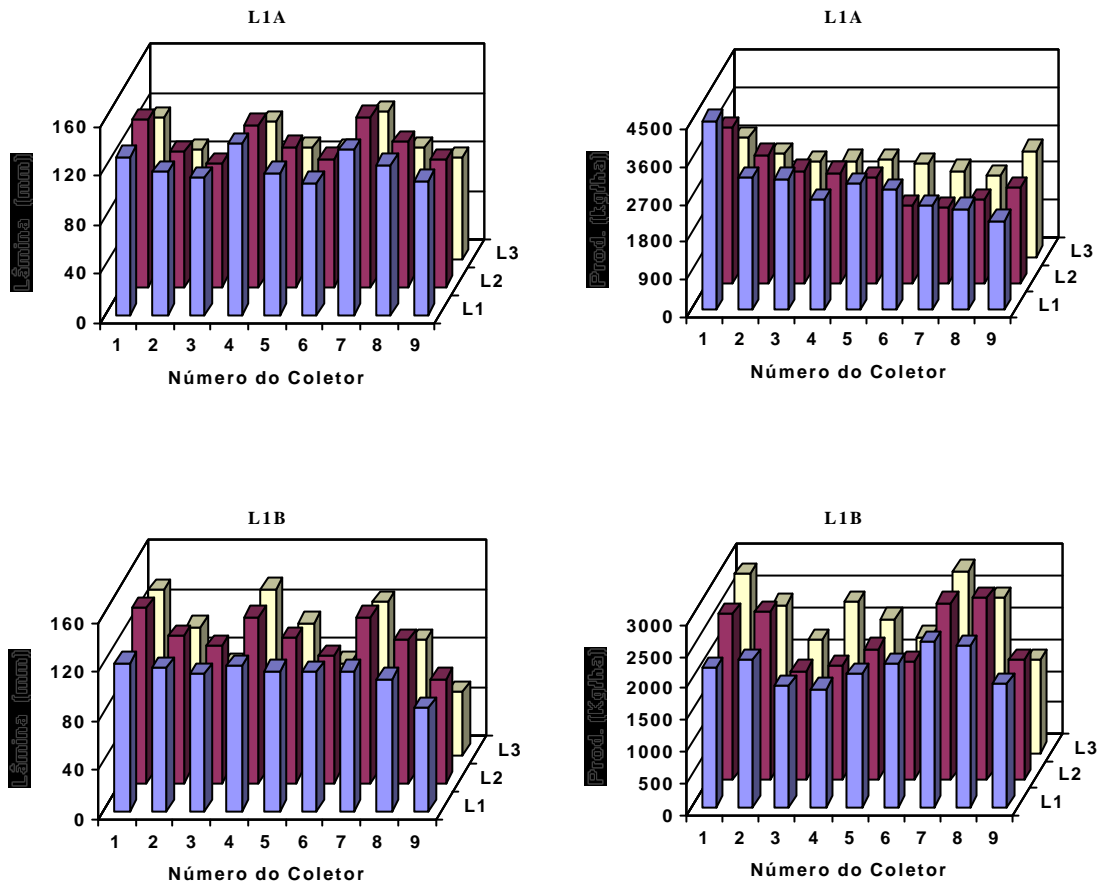 L1A
160
120
80
40
0
Lâmina (mm)
1 2 3 4 5 6 7 8 9
L3
L2
L1
Número do Coletor
L1A
4500
3600
2700
1800
900
0
Prod. (kg/ha)
1 2 3 4 5 6 7 8 9
L3
L2
L1
Número do Coletor
L1B
160
120
80
40
0
Lâmina (mm)
1 2 3 4 5 6 7 8 9
L3
L2
L1
Número do Coletor
L1B
3000
2500
2000
1500
1000
500
0
Prod. (Kg/ha)
1 2 3 4 5 6 7 8 9
L3
L2
L1
Número do Coletor